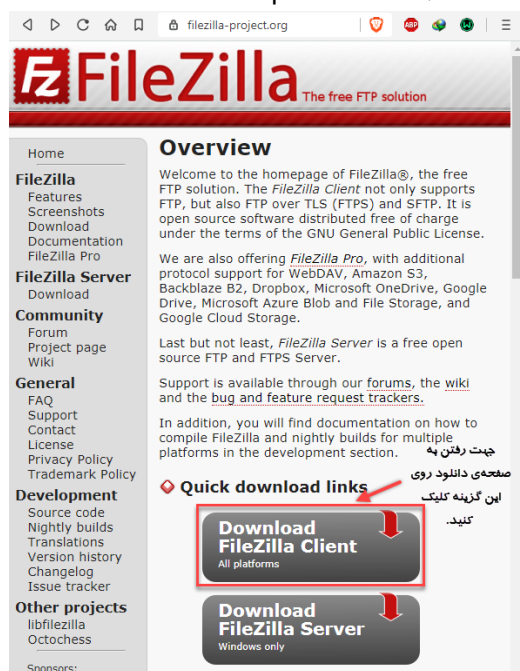 filezilla-project.org
ABP
Fz FileZilla The free FTP solution
Home
FileZilla
Features
Screenshots
Download
Documentation
FileZilla Pro
FileZilla Server
Download
Community
Forum
Project page
Wiki
General
FAQ
Support
Contact
License
Privacy Policy
Trademark Policy
Development
Source code
Nightly builds
Translations
Version history
Changelog
Issue tracker
Other projects
libfilezilla
Octochess
Sponsors:
Overview
Welcome to the homepage of FileZilla®, the free
FTP solution. The FileZilla Client not only supports
FTP, but also FTP over TLS (FTPS) and SFTP. It is
open source software distributed free of charge
under the terms of the GNU General Public License.
We are also offering FileZilla Pro, with additional
protocol support for WebDAV, Amazon S3,
Backblaze B2, Dropbox, Microsoft OneDrive, Google
Drive, Microsoft Azure Blob and File Storage, and
Google Cloud Storage.
Last but not least, FileZilla Server is a free open
source FTP and FTPS Server.
Support is available through our forums, the wiki
and the bug and feature request trackers.
In addition, you will find documentation on how to
compile FileZilla and nightly builds for multiple
platforms in the development section.
جهت رفتن به
صفحه‌ی دانلود روی
این گزینه کلیک
کنید.
Quick download links
Download
FileZilla Client
All platforms
Download
FileZilla Server
Windows only